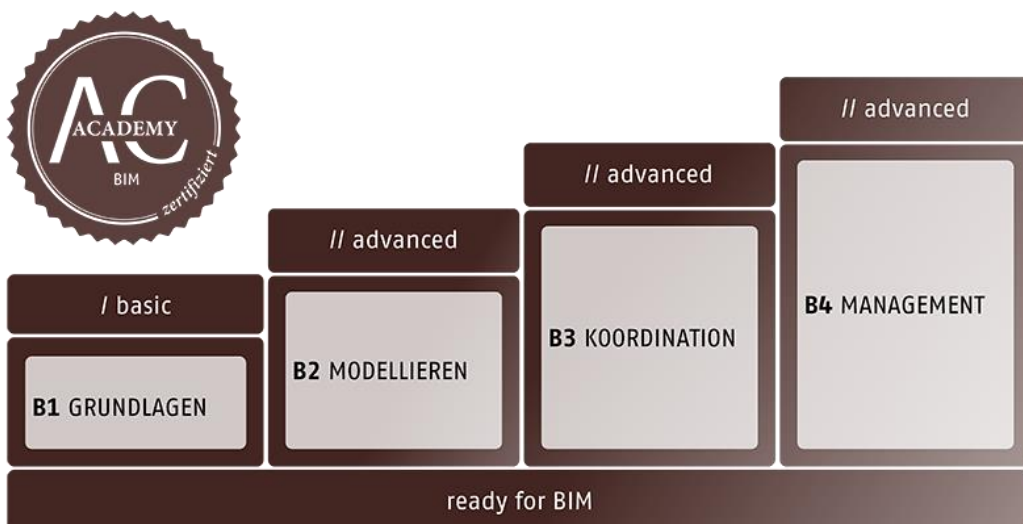 AC
ACADEMY
BIM
zertifiziert
/ basic
B1 GRUNDLAGEN
// advanced
B2 MODELLIEREN
// advanced
B3 KOORDINATION
// advanced
B4 MANAGEMENT
ready for BIM